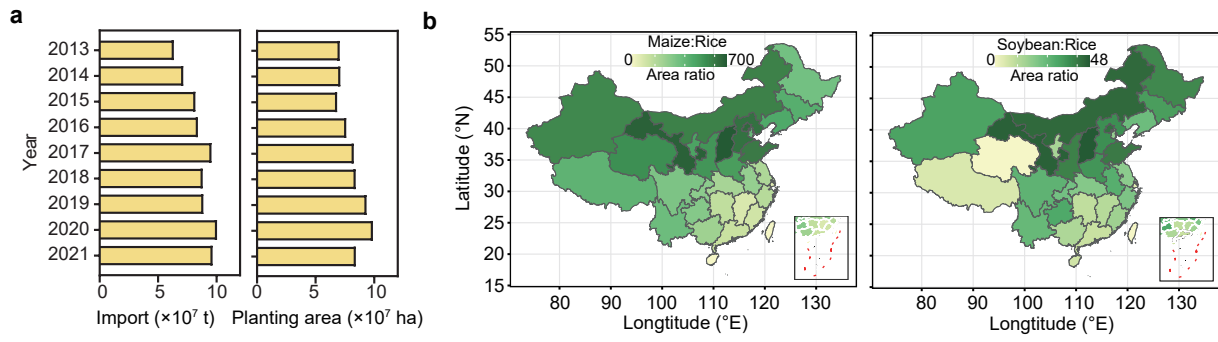 a
Year
2013
2014
2015
2016
2017
2018
2019
2020
2021
0 5 10
Import (×10⁷ t)
0 5 10
Planting area (×10⁷ ha)
b
Latitude (°N)
55
50
45
40
35
30
25
20
15
Maize:Rice
0 700
Area ratio
80 90 100 110 120 130
Longtitude (°E)
Soybean:Rice
0 48
Area ratio
80 90 100 110 120 130
Longtitude (°E)